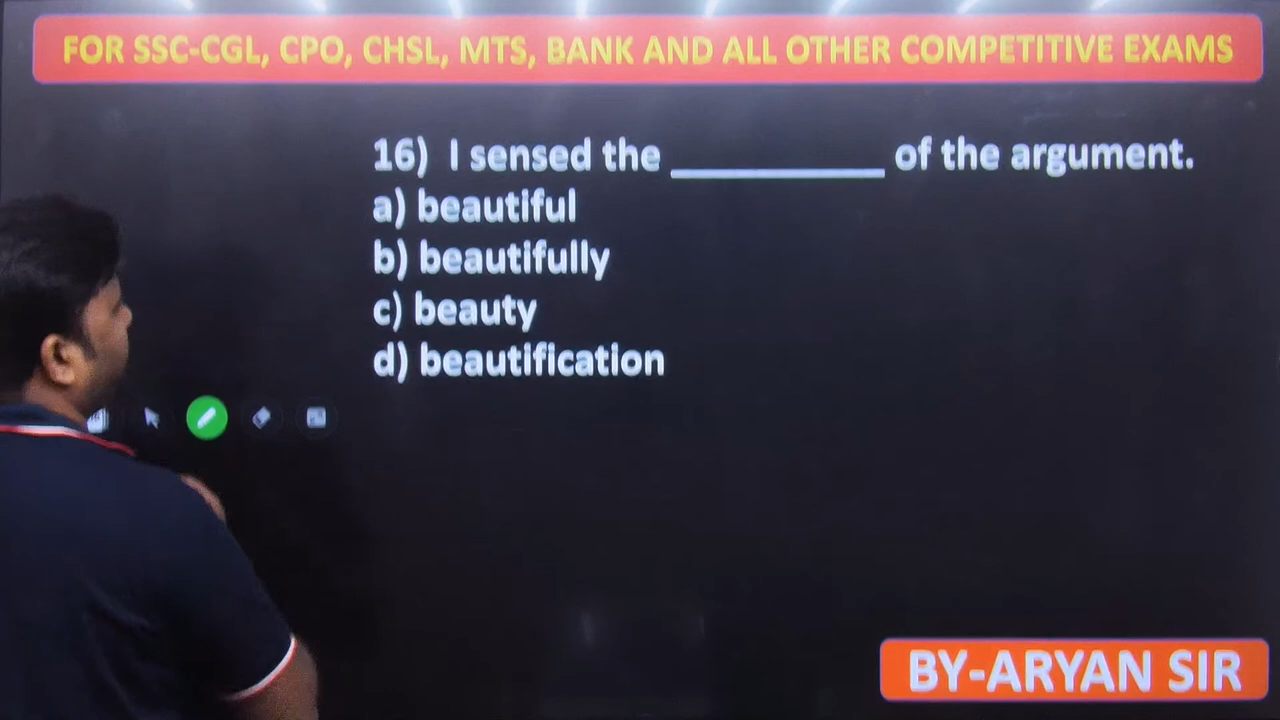 FOR SSC-CGL, CPO, CHSL, MTS, BANK AND ALL OTHER COMPETITIVE EXAMS
16) I sensed the __________ of the argument.
a) beautiful
b) beautifully
c) beauty
d) beautification
BY-ARYAN SIR